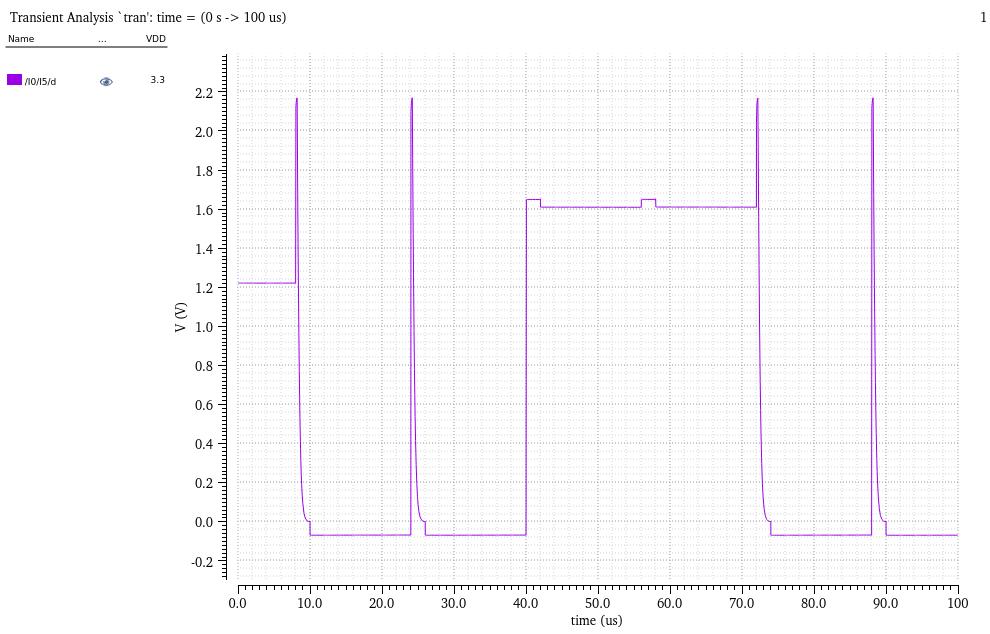 Transient Analysis `tran': time = (0 s -> 100 us) 1
Name ... VDD
/I0/I5/d 3.3
2.2
2.0
1.8
1.6
1.4
1.2
1.0
0.8
0.6
0.4
0.2
0.0
-0.2
V (V)
0.0 10.0 20.0 30.0 40.0 50.0 60.0 70.0 80.0 90.0 100
time (us)